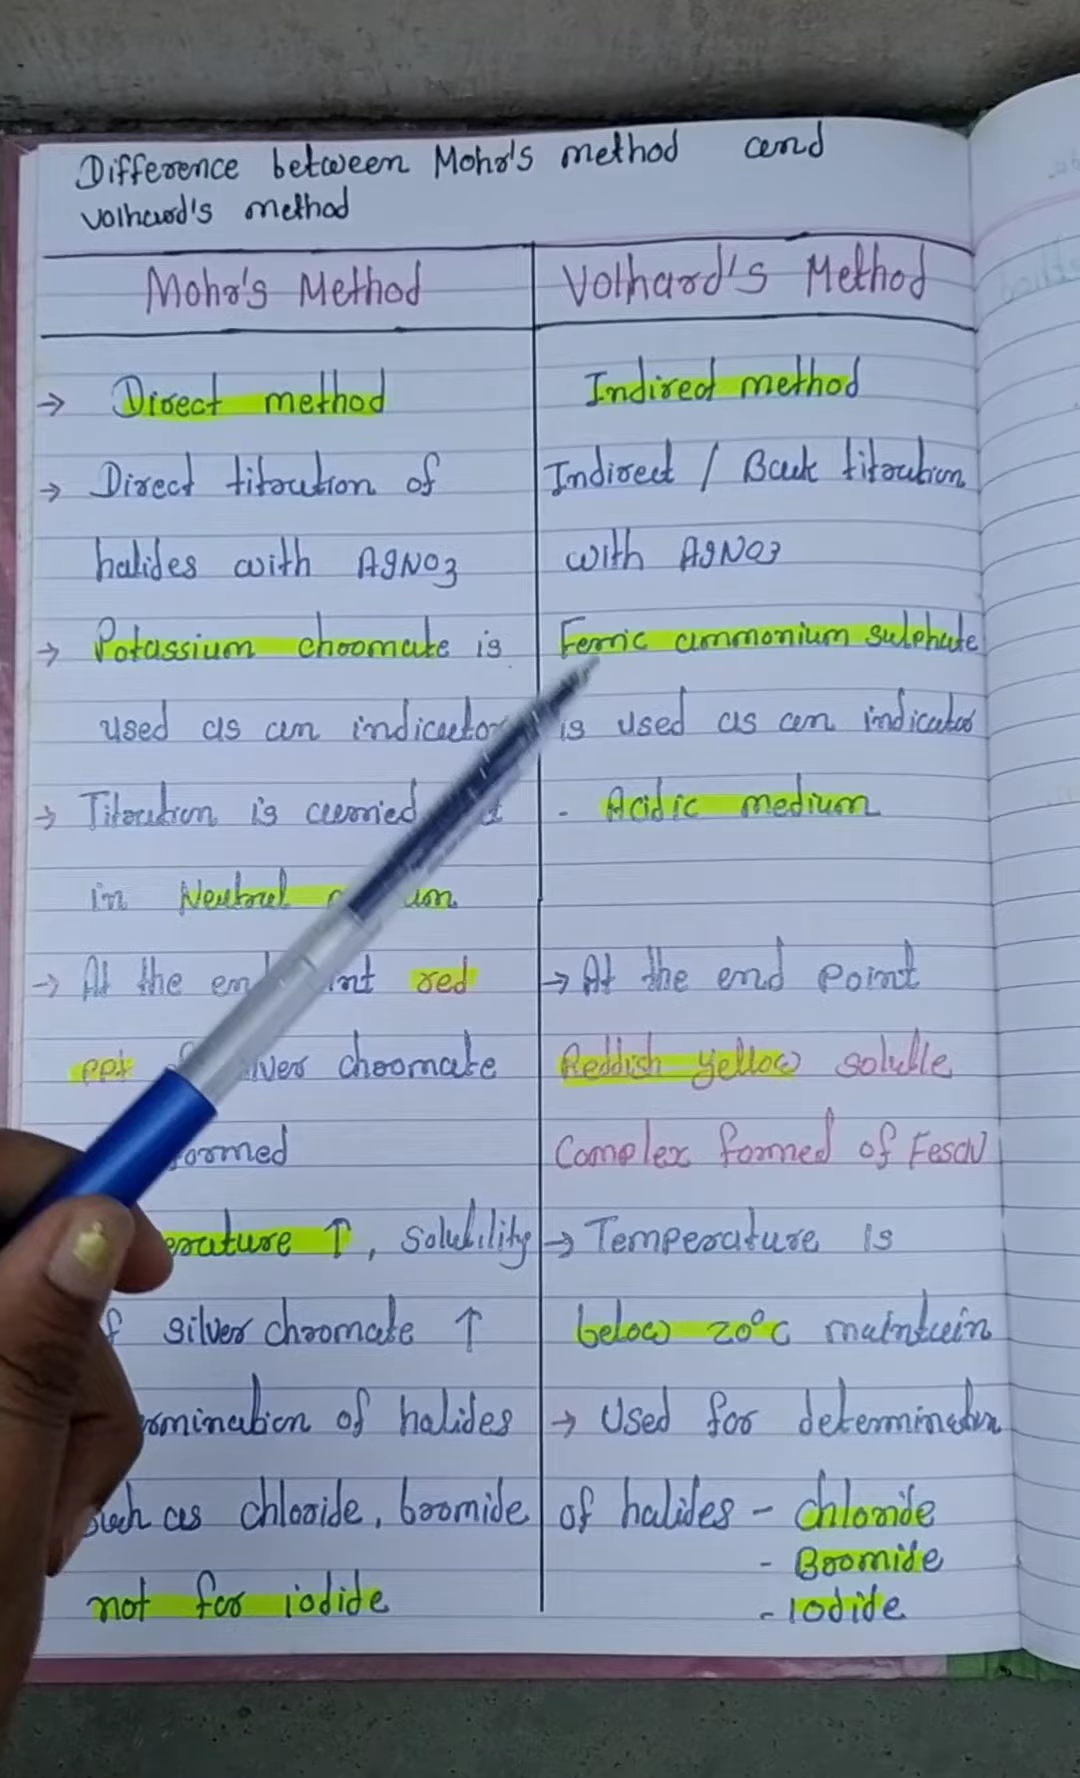 Difference between Mohr's method and
Volhard's method
Mohr's Method
Volhard's Method
→ Direct method
Indirect method
→ Direct titration of
Indirect / Back titration
halides with AgNO3
with AgNO3
→ Potassium chromate is
Ferric ammonium sulphate
used as an indicator
is used as an indicator
→ Titration is carried
- Acidic medium
in Neutral
→ At the end red
→ At the end point
ppt chromate
Reddish yellow soluble
formed
Complex formed of FeSCN
↑, Solubility
→ Temperature is
silver chromate ↑
below 20°C maintain
of halides
→ Used for determination
such as chloride, bromide
of halides - chloride
- Bromide
not for iodide
- Iodide